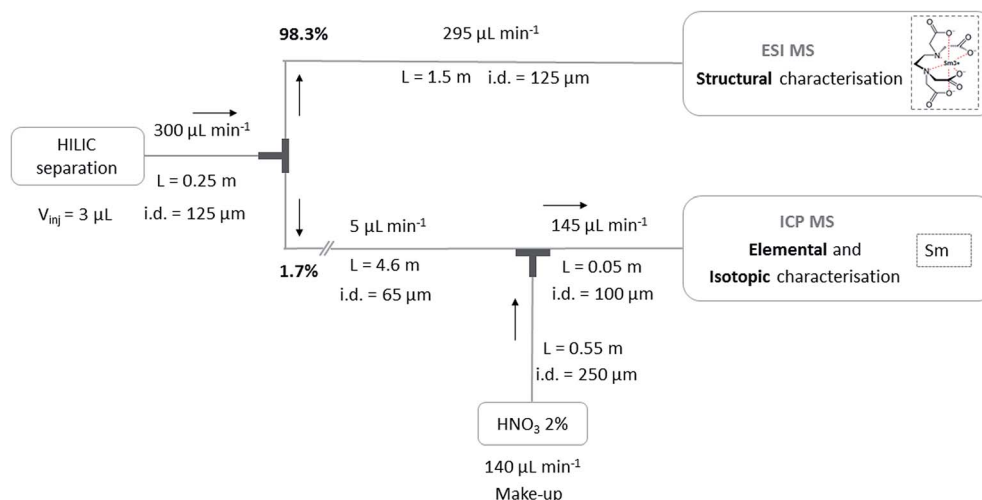 98.3%
295 µL min-1
L = 1.5 m i.d. = 125 µm
ESI MS
Structural characterisation
O
O-
O
O-
N
Sm3+
N
O-
O
O-
O
300 µL min-1
HILIC
separation
L = 0.25 m
Vinj = 3 µL
i.d. = 125 µm
5 µL min-1
145 µL min-1
1.7%
L = 4.6 m
i.d. = 65 µm
L = 0.05 m
i.d. = 100 µm
ICP MS
Elemental and
Isotopic characterisation
Sm
L = 0.55 m
i.d. = 250 µm
HNO3 2%
140 µL min-1
Make-up